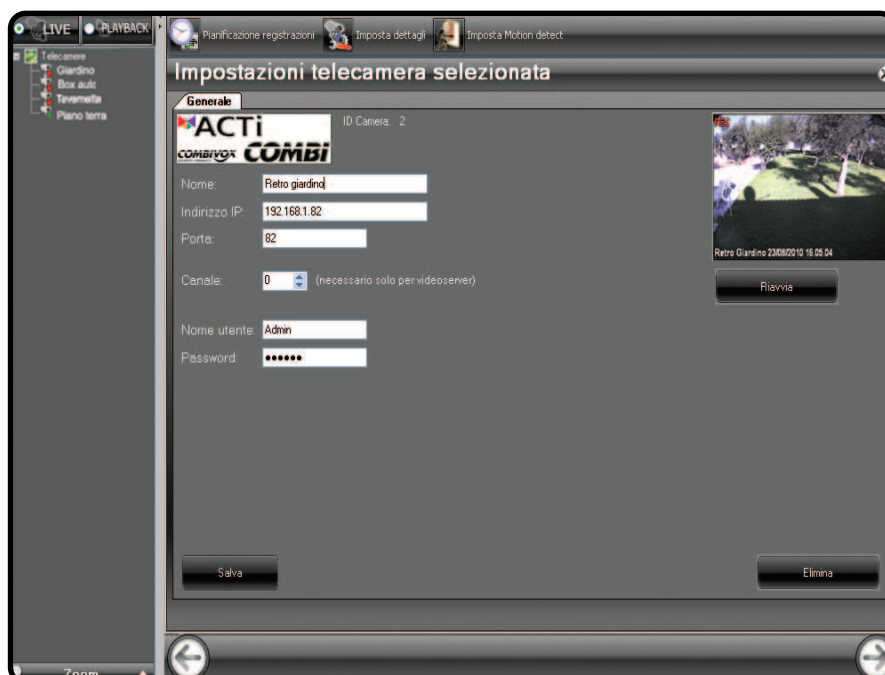 LIVE PLAYBACK
Pianificazione registrazioni Imposta dettagli Imposta Motion detect
Telecamere
Giardino
Box auto
Tavernetta
Piano terra
Impostazioni telecamera selezionata
Generale
ACTi
COMBIVOX COMBI
ID Camera: 2
REC
Nome: Retro giardino
Indirizzo IP: 192.168.1.82
Porta: 82
Retro Giardino 23/08/2010 16.05.04
Canale: 0 (necessario solo per videoserver)
Riavvia
Nome utente: Admin
Password: ●●●●●●
Salva
Elimina
Zoom